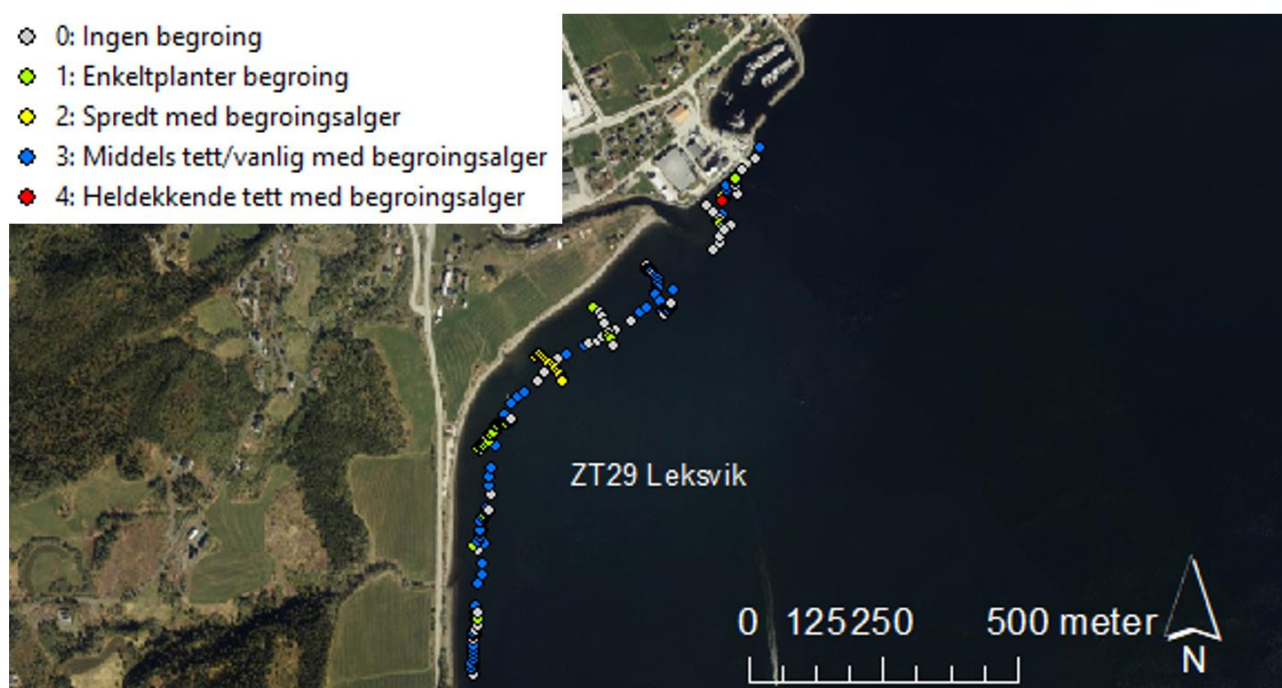 0: Ingen begroing
1: Enkeltplanter begroing
2: Spredt med begroingsalger
3: Middels tett/vanlig med begroingsalger
4: Heldekkende tett med begroingsalger
ZT29 Leksvik
0 125250 500 meter
N